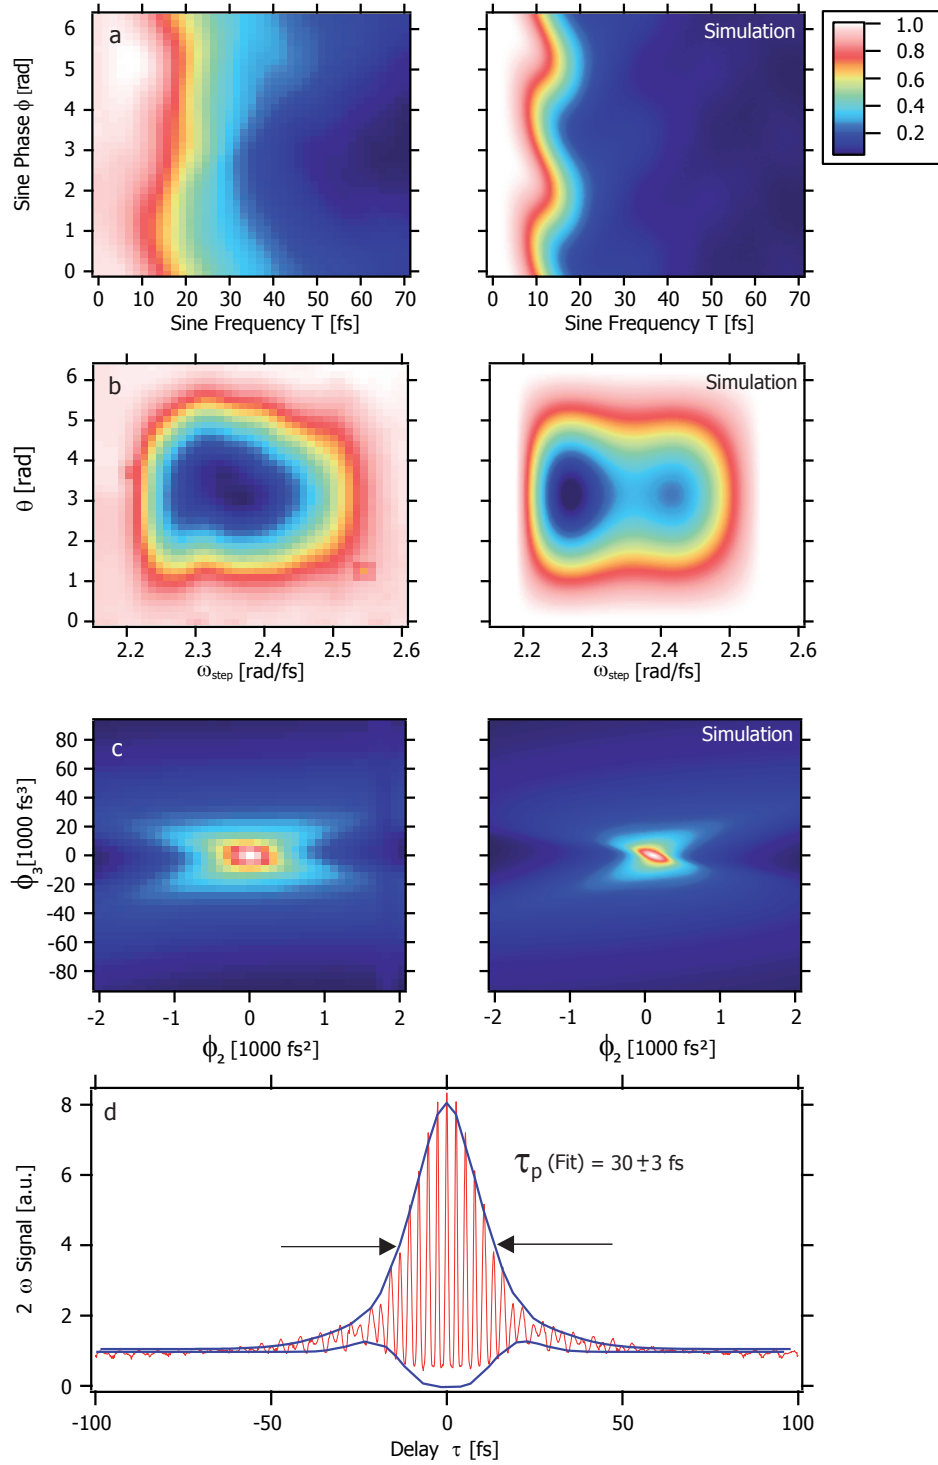 a
Simulation
1.0
0.8
0.6
0.4
0.2
Sine Phase ϕ [rad]
6
5
4
3
2
1
0
0 10 20 30 40 50 60 70
0 10 20 30 40 50 60 70
Sine Frequency T [fs]
Sine Frequency T [fs]
b
Simulation
θ [rad]
6
5
4
3
2
1
0
2.2 2.3 2.4 2.5 2.6
2.2 2.3 2.4 2.5 2.6
ω step [rad/fs]
ω step [rad/fs]
c
Simulation
ϕ3 [1000 fs³]
80
60
40
20
0
-20
-40
-60
-80
-2 -1 0 1 2
-2 -1 0 1 2
ϕ2 [1000 fs²]
ϕ2 [1000 fs²]
d
τp (Fit) = 30 ± 3 fs
2 ω Signal [a.u.]
8
6
4
2
0
-100 -50 0 50 100
Delay τ [fs]